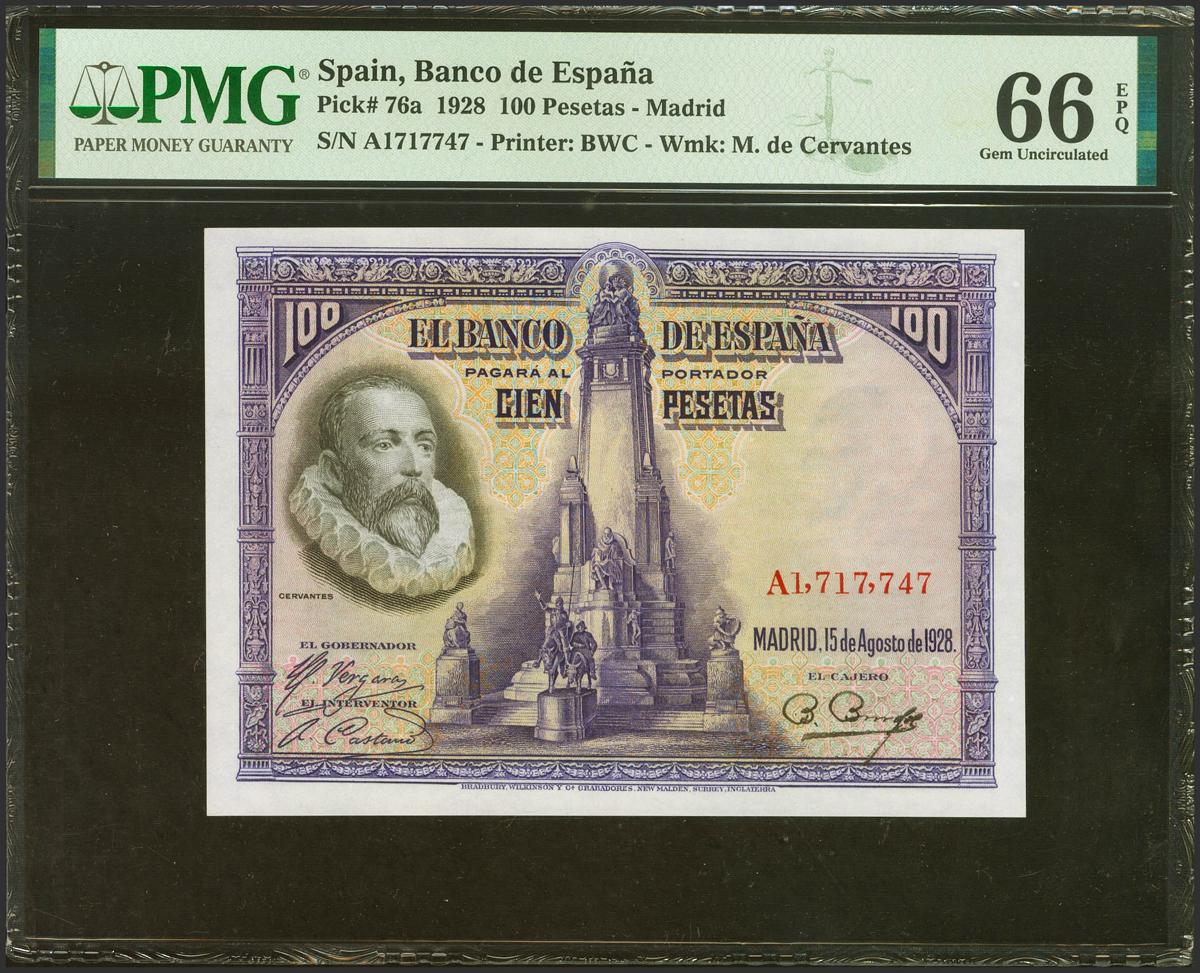 PMG®
PAPER MONEY GUARANTY
Spain, Banco de España
Pick# 76a 1928 100 Pesetas - Madrid
S/N A1717747 - Printer: BWC - Wmk: M. de Cervantes
66 EPQ
Gem Uncirculated
100 100
EL BANCO DE ESPAÑA
PAGARÁ AL PORTADOR
CIEN PESETAS
CERVANTES
A1,717,747
MADRID, 15 de Agosto de 1928.
EL GOBERNADOR
EL CAJERO
Vergara
EL INTERVENTOR
A. Castaño
BRADBURY, WILKINSON Y Cª GRABADORES, NEW MALDEN, SURREY, INGLATERRA